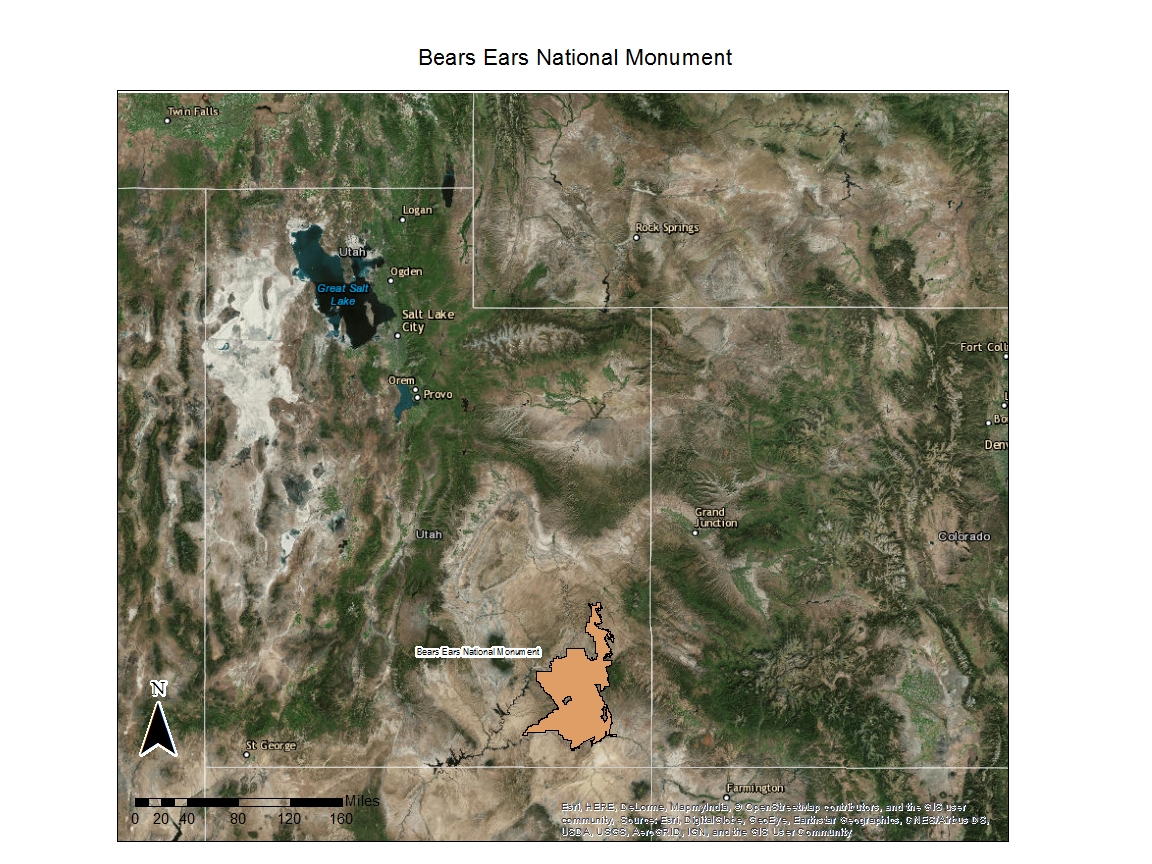 Bears Ears National Monument
Twin Falls
Logan
Rock Springs
Utah
Ogden
Great Salt
Lake
Salt Lake
City
Fort Coll
Orem
Provo
L
Bo
Den
Grand
Junction
Utah
Colorado
Bears Ears National Monument
N
St George
Farmington
Miles
0 20 40 80 120 160
Esri, HERE, DeLorme, MapmyIndia, © OpenStreetMap contributors, and the GIS user
community, Source: Esri, DigitalGlobe, GeoEye, Earthstar Geographics, CNES/Airbus DS,
USDA, USGS, AeroGRID, IGN, and the GIS User Community